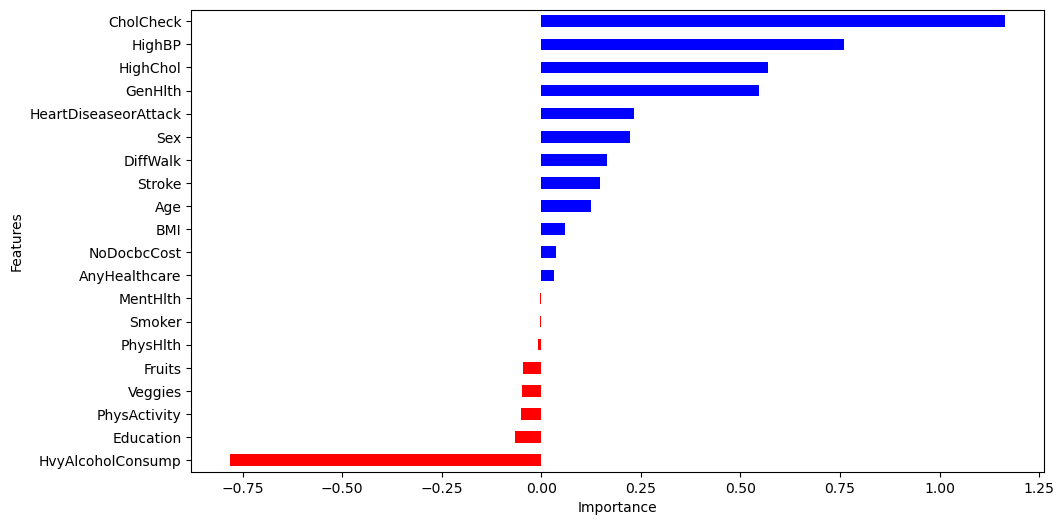 CholCheck
HighBP
HighChol
GenHlth
HeartDiseaseorAttack
Sex
DiffWalk
Stroke
Age
BMI
NoDocbcCost
AnyHealthcare
MentHlth
Smoker
PhysHlth
Fruits
Veggies
PhysActivity
Education
HvyAlcoholConsump
Features
−0.75 −0.50 −0.25 0.00 0.25 0.50 0.75 1.00 1.25
Importance